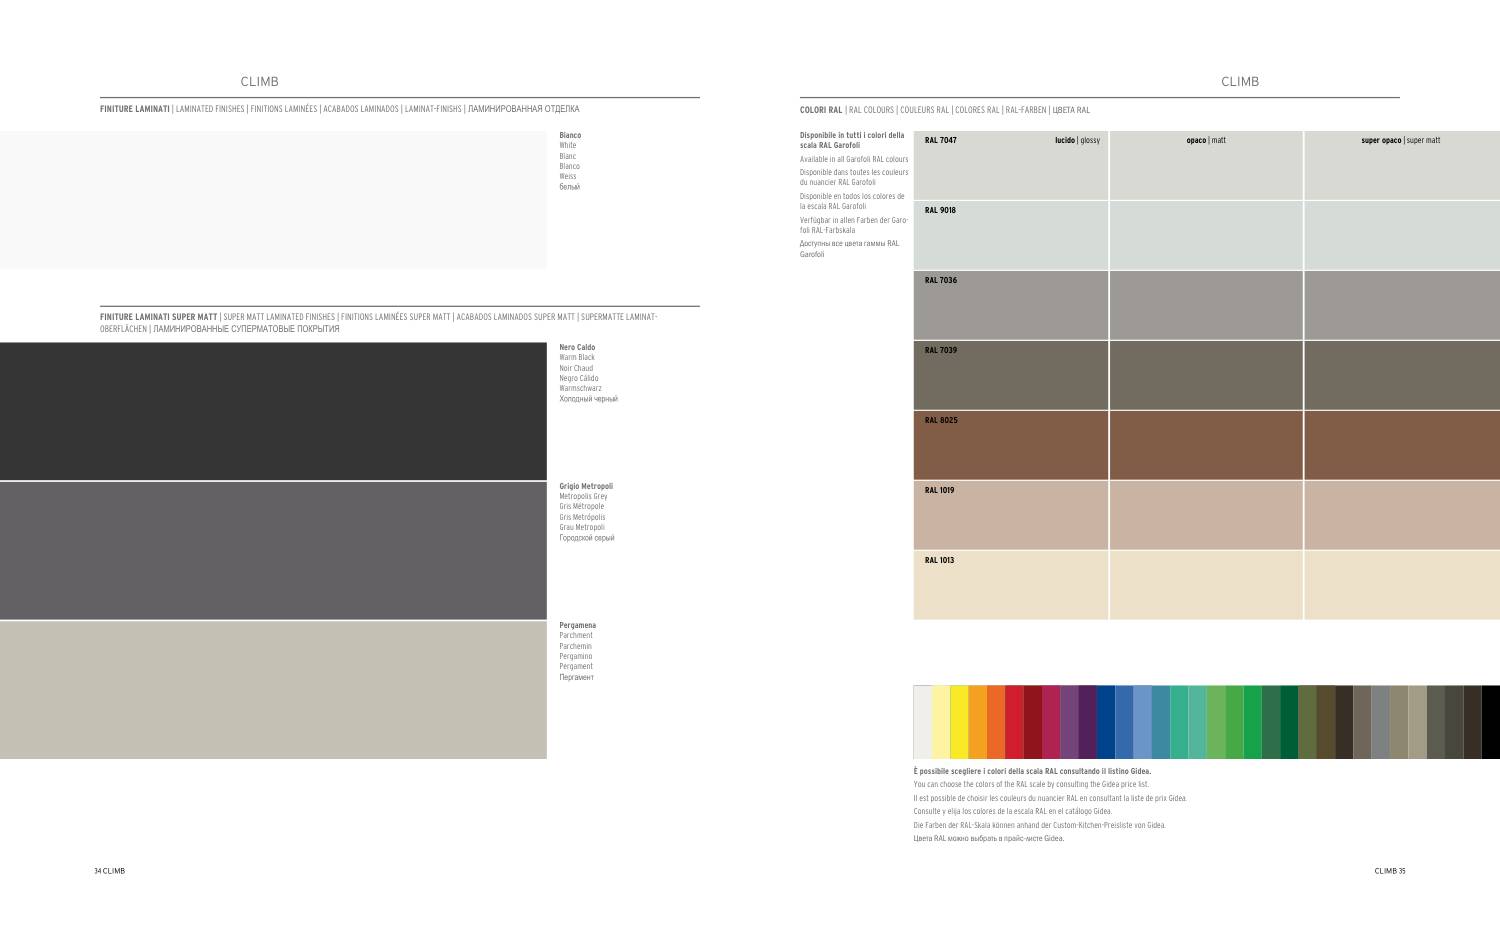 CLIMB
FINITURE LAMINATI | LAMINATED FINISHES | FINITIONS LAMINÉES | ACABADOS LAMINADOS | LAMINAT-FINISHS | ЛАМИНИРОВАННАЯ ОТДЕЛКА
Bianco
White
Blanc
Blanco
Weiss
белый
FINITURE LAMINATI SUPER MATT | SUPER MATT LAMINATED FINISHES | FINITIONS LAMINÉES SUPER MATT | ACABADOS LAMINADOS SUPER MATT | SUPERMATTE LAMINAT-
OBERFLÄCHEN | ЛАМИНИРОВАННЫЕ СУПЕРМАТОВЫЕ ПОКРЫТИЯ
Nero Caldo
Warm Black
Noir Chaud
Negro Cálido
Warmschwarz
Холодный черный
Grigio Metropoli
Metropolis Grey
Gris Métropole
Gris Metrópolis
Grau Metropoli
Городской серый
Pergamena
Parchment
Parchemin
Pergamino
Pergament
Пергамент
34 CLIMB
CLIMB
COLORI RAL | RAL COLOURS | COULEURS RAL | COLORES RAL | RAL-FARBEN | ЦВЕТА RAL
Disponibile in tutti i colori della
scala RAL Garofoli
Available in all Garofoli RAL colours
Disponible dans toutes les couleurs
du nuancier RAL Garofoli
Disponible en todos los colores de
la escala RAL Garofoli
Verfügbar in allen Farben der Garo-
foli RAL-Farbskala
Доступны все цвета гаммы RAL
Garofoli
RAL 7047 lucido | glossy opaco | matt super opaco | super matt
RAL 9018
RAL 7036
RAL 7039
RAL 8025
RAL 1019
RAL 1013
È possibile scegliere i colori della scala RAL consultando il listino Gidea.
You can choose the colors of the RAL scale by consulting the Gidea price list.
Il est possible de choisir les couleurs du nuancier RAL en consultant la liste de prix Gidea.
Consulte y elija los colores de la escala RAL en el catálogo Gidea.
Die Farben der RAL-Skala können anhand der Custom-Kitchen-Preisliste von Gidea.
Цвета RAL можно выбрать в прайс-листе Gidea.
CLIMB 35